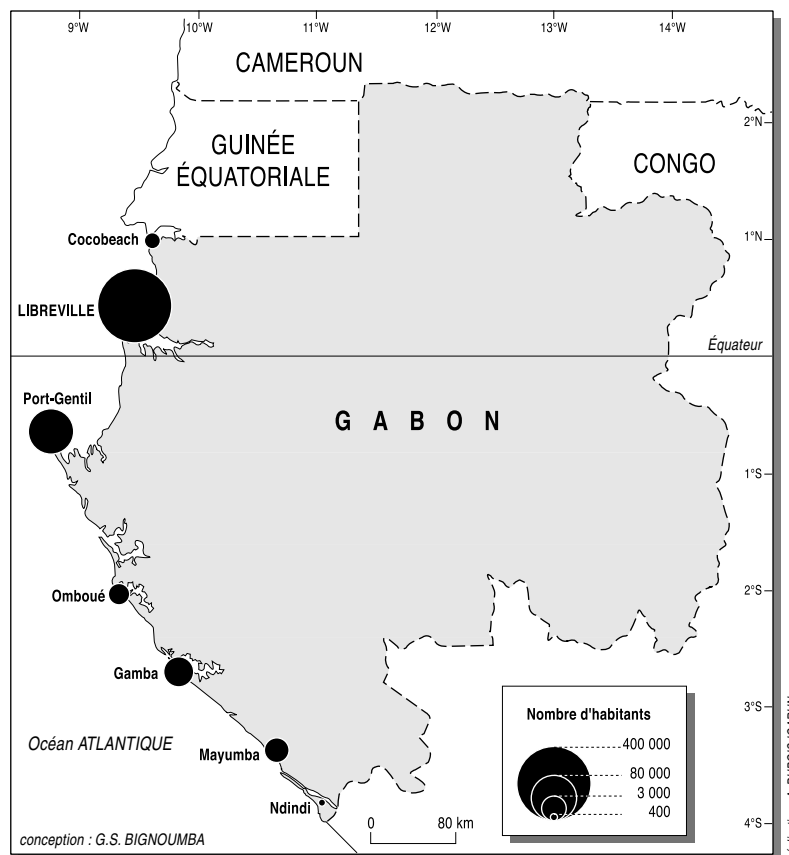 9°W 10°W 11°W 12°W 13°W 14°W
CAMEROUN
2°N
GUINÉE
ÉQUATORIALE
CONGO
Cocobeach
1°N
LIBREVILLE
Équateur
Port-Gentil
GABON
1°S
Omboué
2°S
Gamba
3°S
Nombre d'habitants
400 000
80 000
3 000
400
Océan ATLANTIQUE
Mayumba
Ndindi
0 80 km
4°S
conception : G.S. BIGNOUMBA